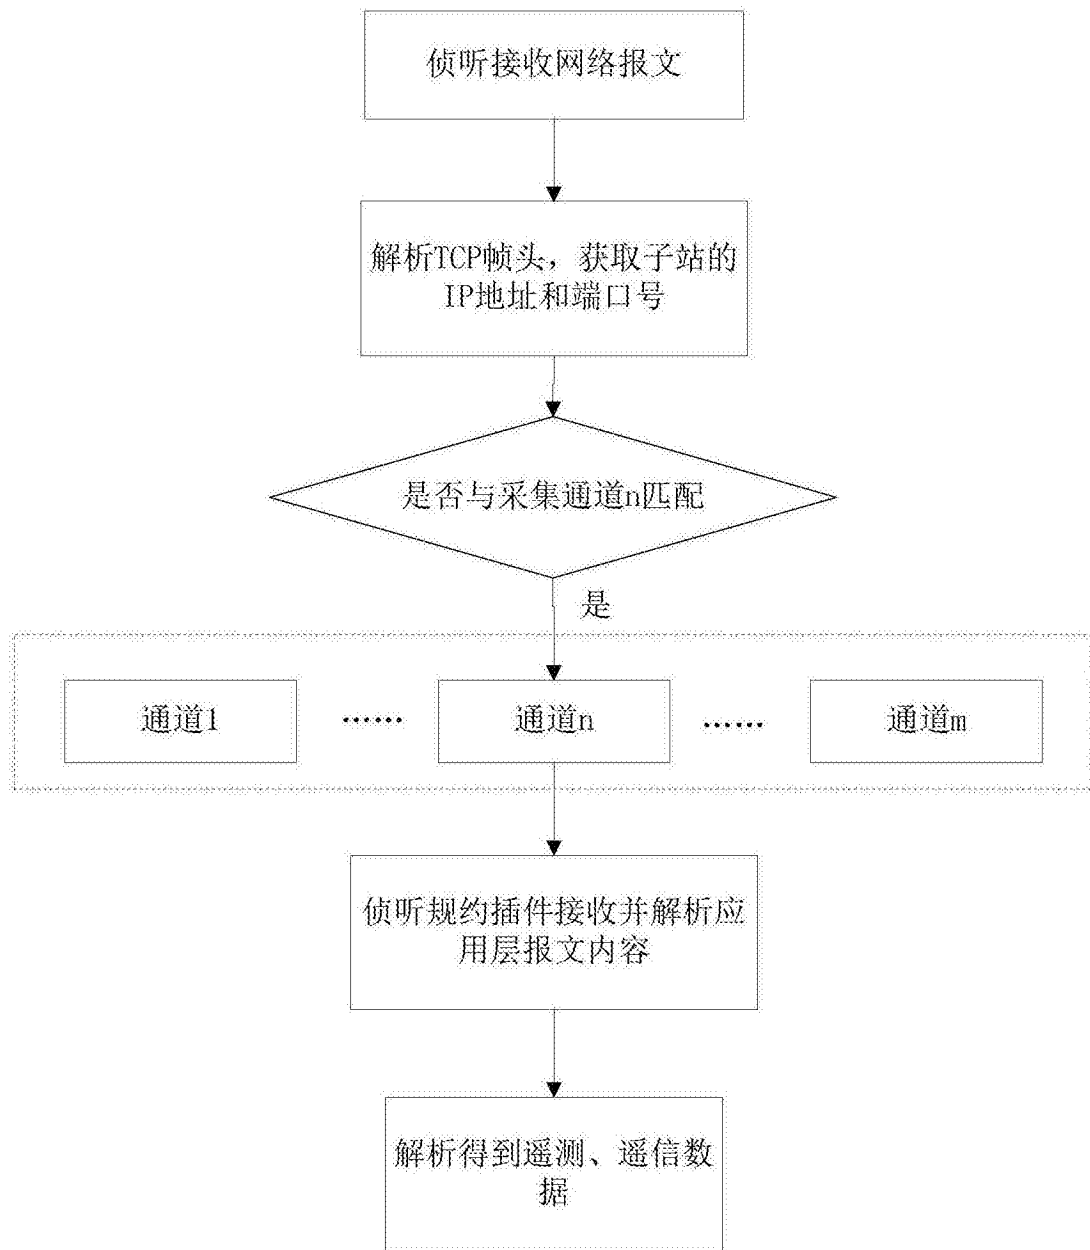 侦听接收网络报文
解析TCP帧头，获取子站的
IP地址和端口号
是否与采集通道n匹配
是
通道1 …… 通道n …… 通道m
侦听规约插件接收并解析应
用层报文内容
解析得到遥测、遥信数
据